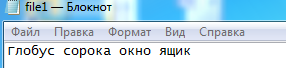 file1 — Блокнот
Файл Правка Формат Вид Справка
Глобус сорока окно ящик